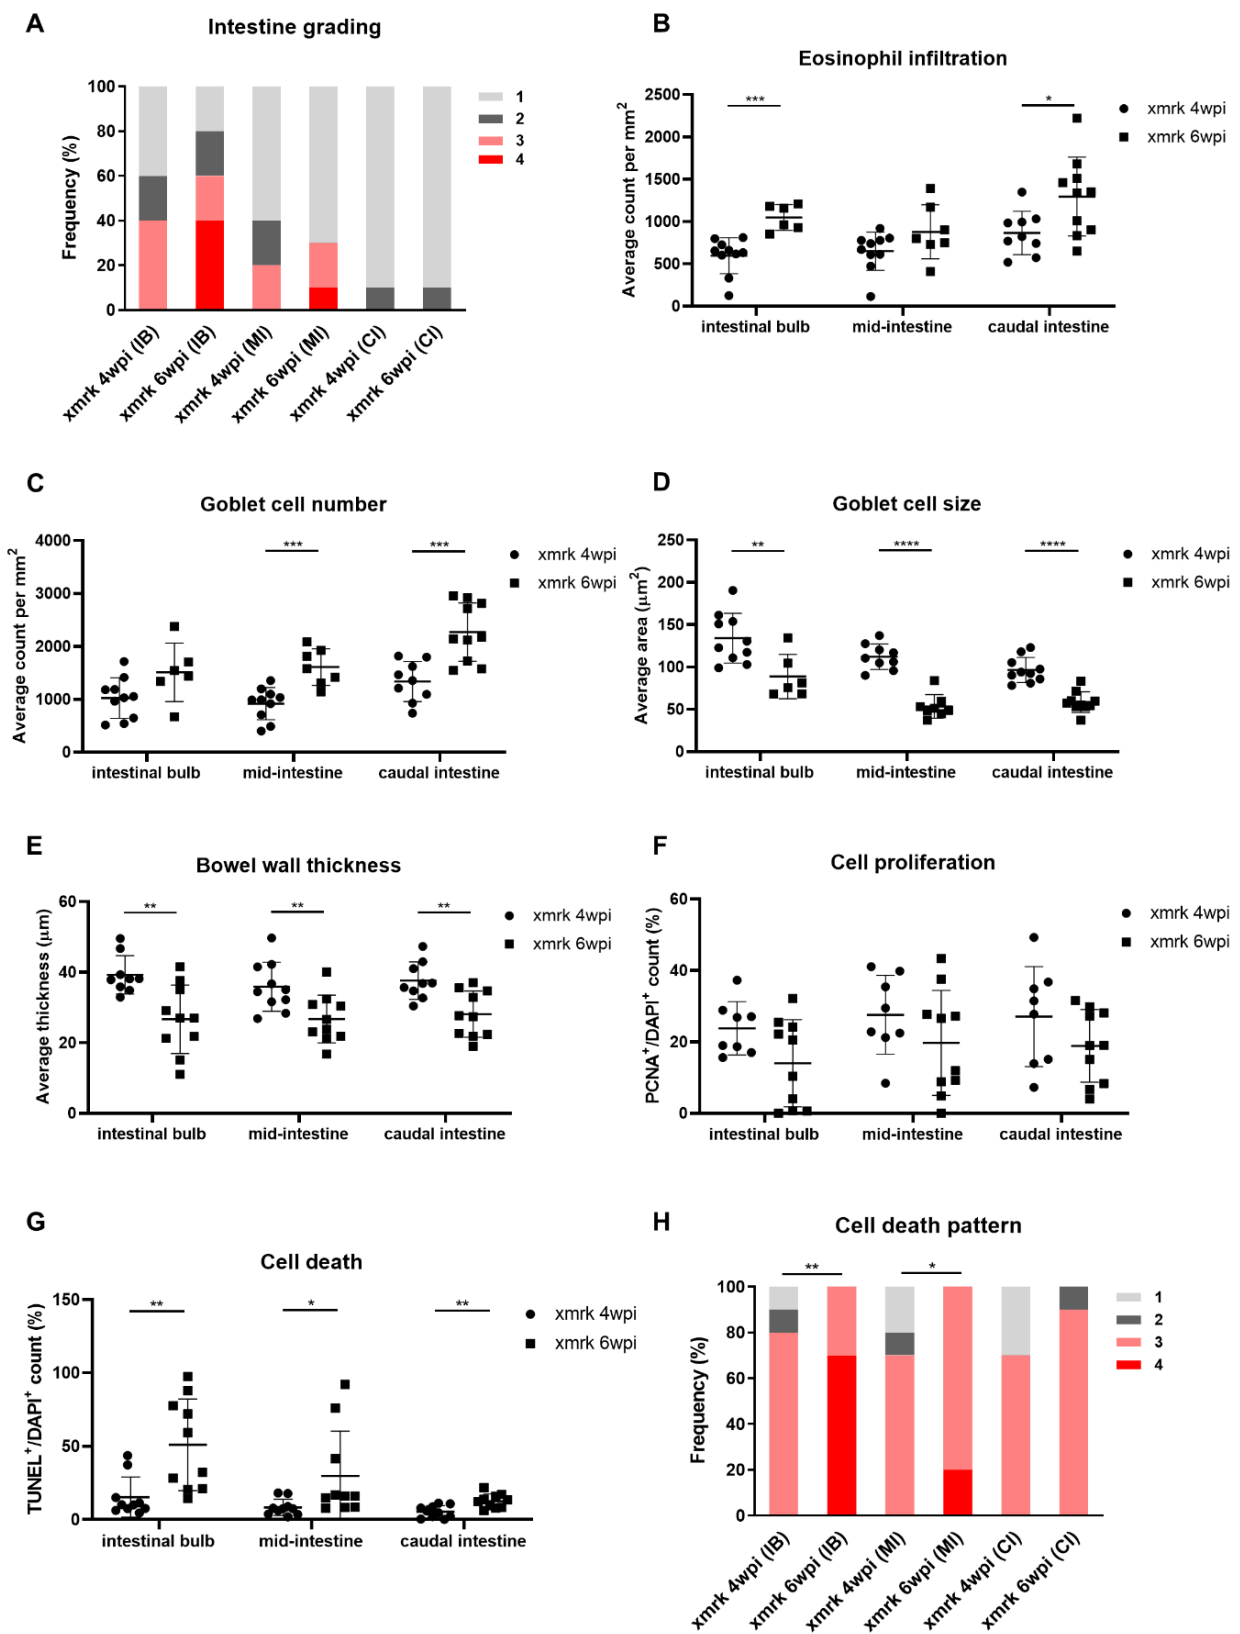 A
Intestine grading
Frequency (%)
100
80
60
40
20
0
1
2
3
4
xmrk 4wpi (IB)
xmrk 6wpi (IB)
xmrk 4wpi (MI)
xmrk 6wpi (MI)
xmrk 4wpi (CI)
xmrk 6wpi (CI)
B
Eosinophil infiltration
Average count per mm²
2500
2000
1500
1000
500
0
***
*
xmrk 4wpi
xmrk 6wpi
intestinal bulb
mid-intestine
caudal intestine
C
Goblet cell number
Average count per mm²
4000
3000
2000
1000
0
***
***
xmrk 4wpi
xmrk 6wpi
intestinal bulb
mid-intestine
caudal intestine
D
Goblet cell size
Average area (µm²)
250
200
150
100
50
0
**
****
****
xmrk 4wpi
xmrk 6wpi
intestinal bulb
mid-intestine
caudal intestine
E
Bowel wall thickness
Average thickness (µm)
60
40
20
0
**
**
**
xmrk 4wpi
xmrk 6wpi
intestinal bulb
mid-intestine
caudal intestine
F
Cell proliferation
PCNA⁺/DAPI⁺ count (%)
60
40
20
0
xmrk 4wpi
xmrk 6wpi
intestinal bulb
mid-intestine
caudal intestine
G
Cell death
TUNEL⁺/DAPI⁺ count (%)
150
100
50
0
**
*
**
xmrk 4wpi
xmrk 6wpi
intestinal bulb
mid-intestine
caudal intestine
H
Cell death pattern
Frequency (%)
100
80
60
40
20
0
**
*
1
2
3
4
xmrk 4wpi (IB)
xmrk 6wpi (IB)
xmrk 4wpi (MI)
xmrk 6wpi (MI)
xmrk 4wpi (CI)
xmrk 6wpi (CI)